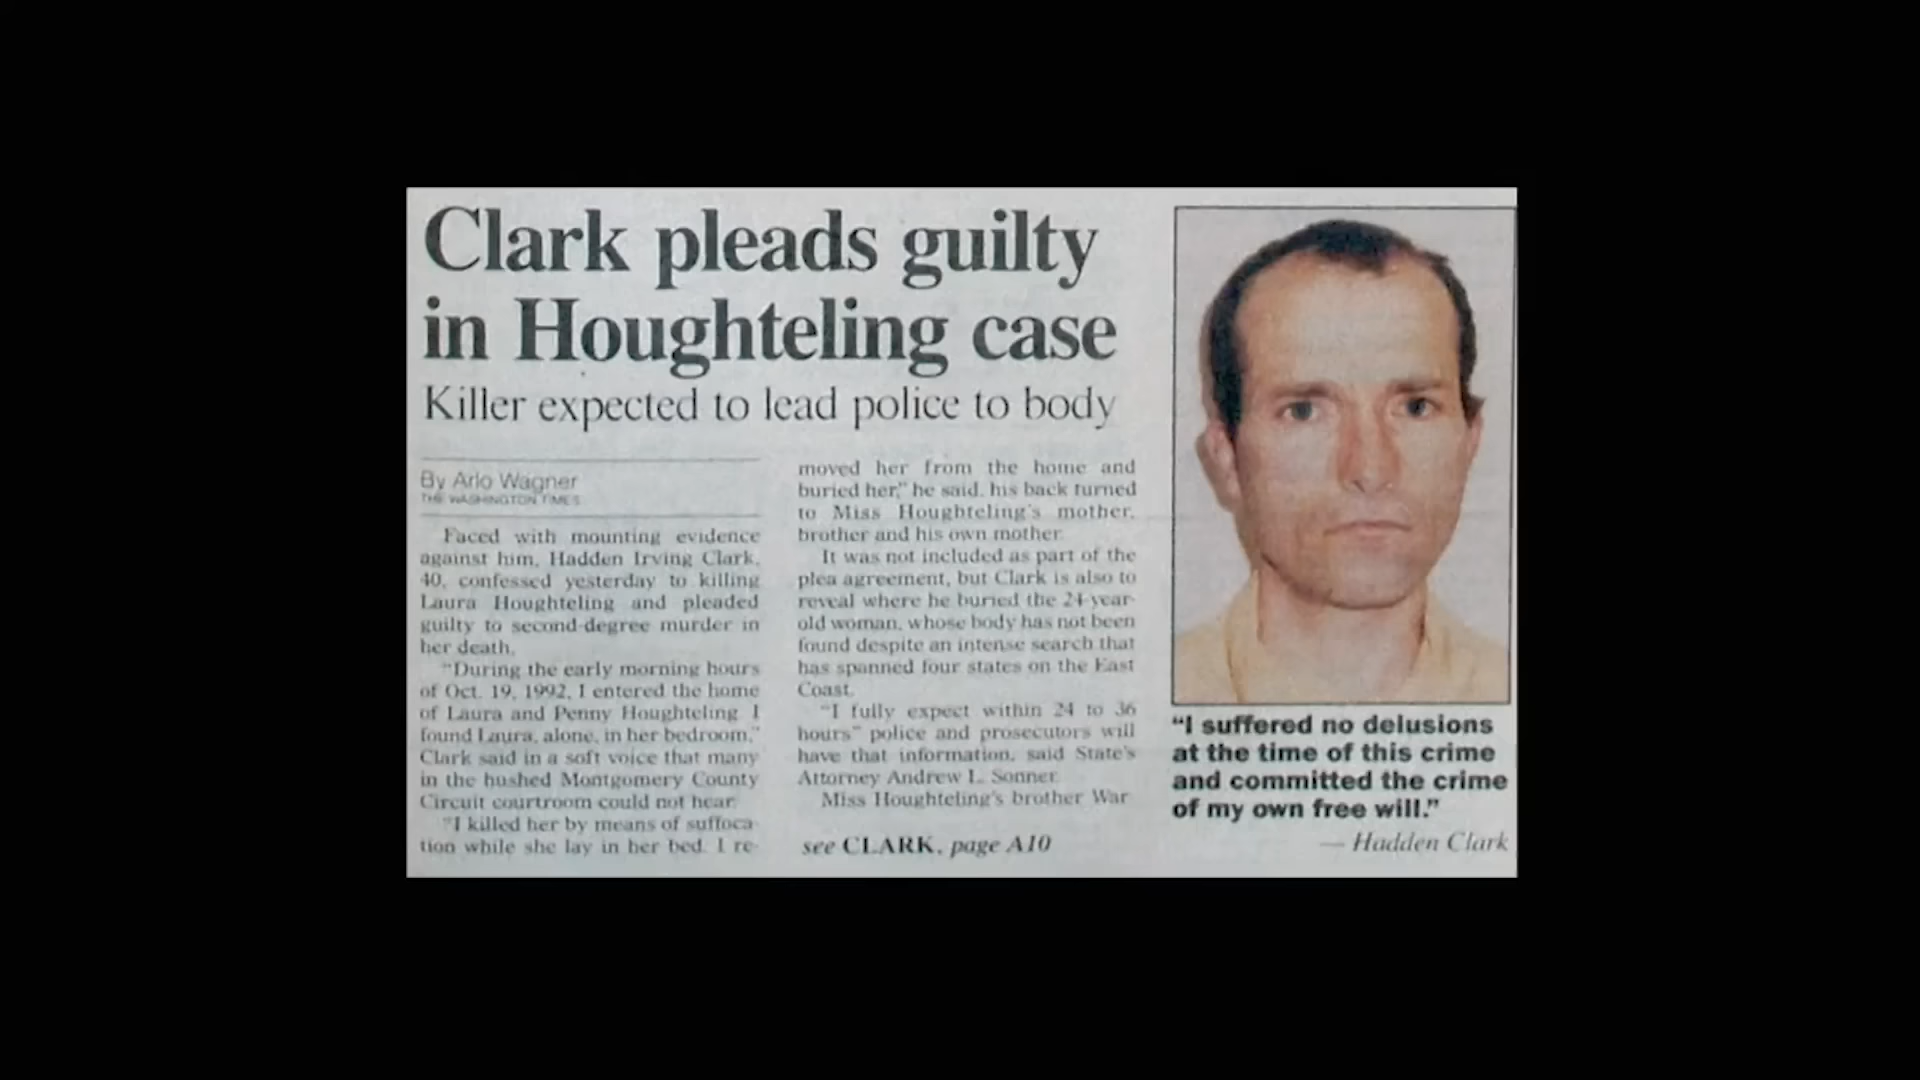 Clark pleads guilty
in Houghteling case
Killer expected to lead police to body
By Arlo Wagner
THE WASHINGTON TIMES
Faced with mounting evidence
against him, Hadden Irving Clark,
40, confessed yesterday to killing
Laura Houghteling and pleaded
guilty to second-degree murder in
her death.
"During the early morning hours
of Oct. 19, 1992, I entered the home
of Laura and Penny Houghteling. I
found Laura, alone, in her bedroom,"
Clark said in a soft voice that many
in the hushed Montgomery County
Circuit courtroom could not hear.
"I killed her by means of suffoca-
tion while she lay in her bed. I re-
moved her from the home and
buried her," he said, his back turned
to Miss Houghteling's mother,
brother and his own mother.
It was not included as part of the
plea agreement, but Clark is also to
reveal where he buried the 24-year-
old woman, whose body has not been
found despite an intense search that
has spanned four states on the East
Coast.
"I fully expect within 24 to 36
hours" police and prosecutors will
have that information, said State's
Attorney Andrew L. Sonner.
Miss Houghteling's brother War-
see CLARK, page A10
"I suffered no delusions
at the time of this crime
and committed the crime
of my own free will."
— Hadden Clark